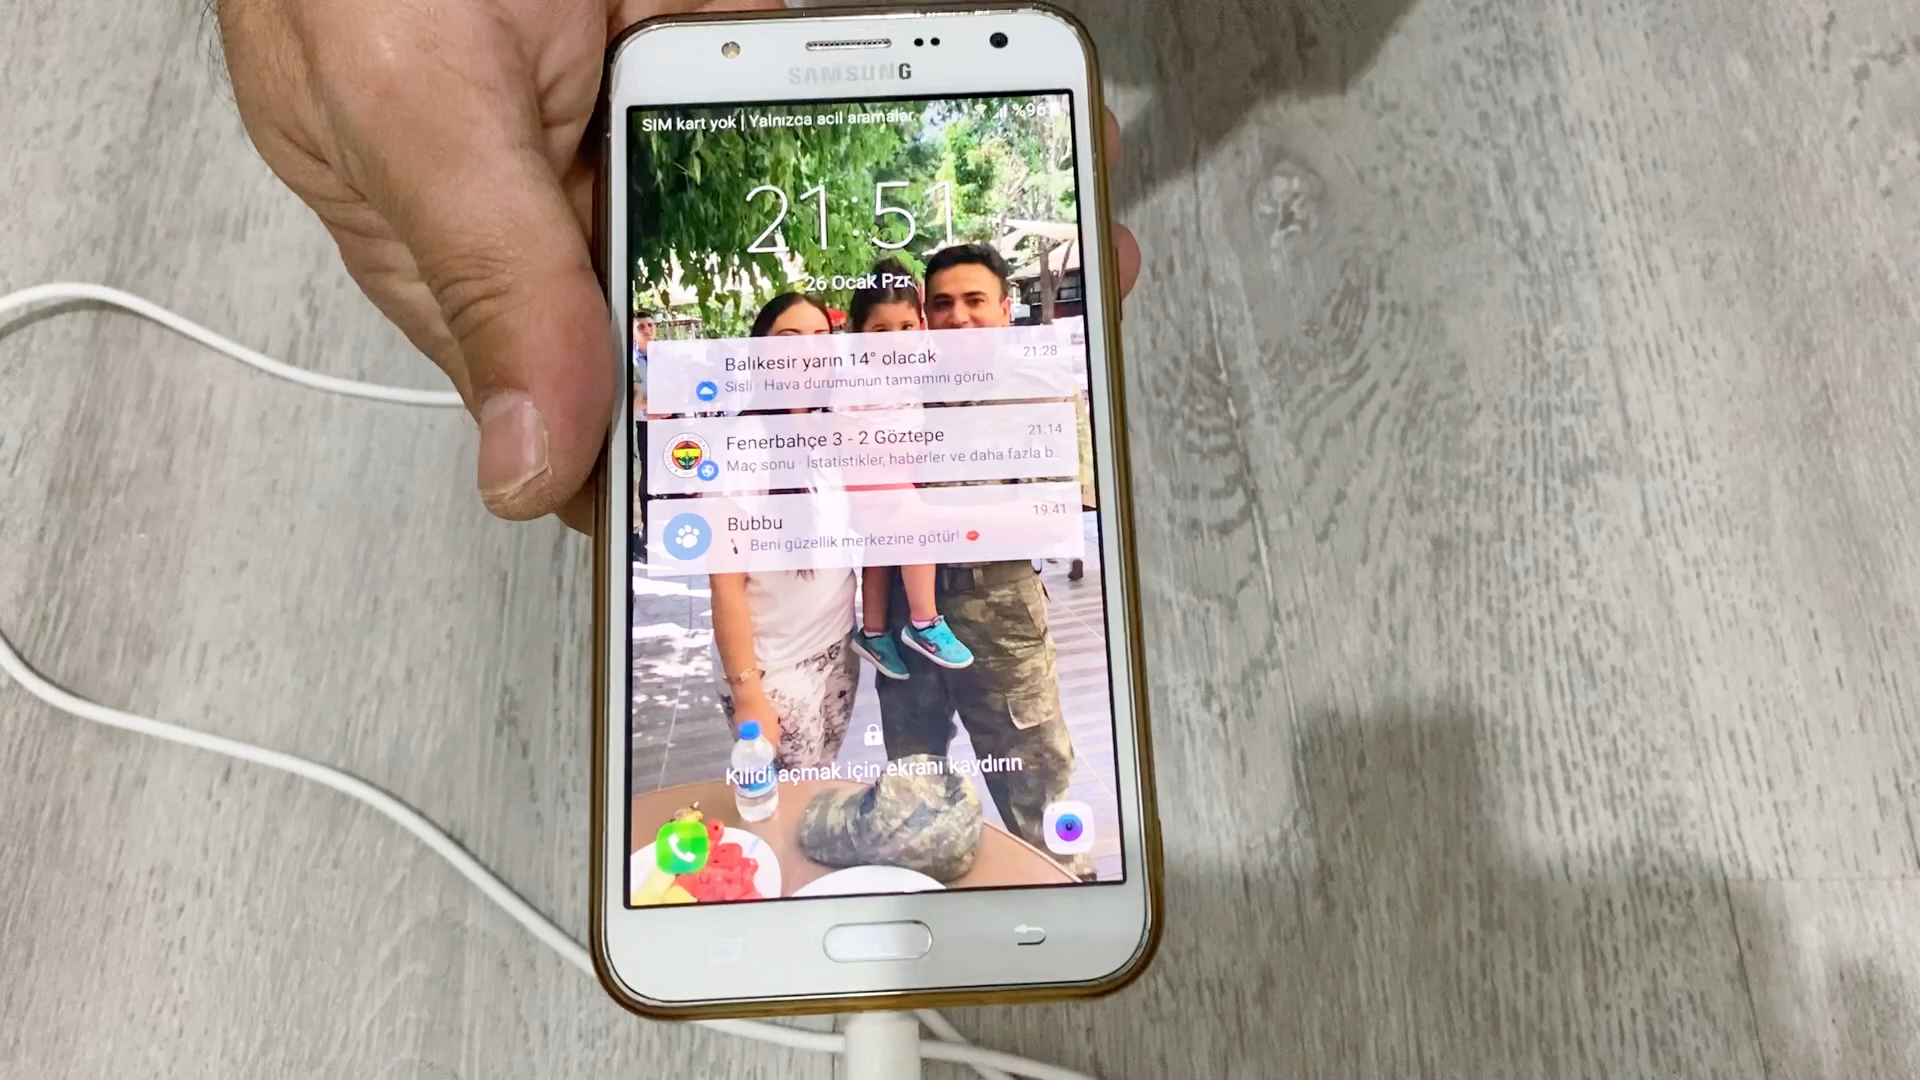 SAMSUNG
SIM kart yok | Yalnızca acil aramalar %96
21:51
26 Ocak Pzr
Balıkesir yarın 14° olacak 21:28
Sisli · Hava durumunun tamamını görün
Fenerbahçe 3 - 2 Göztepe 21:14
Maç sonu · İstatistikler, haberler ve daha fazla b...
Bubbu 19:41
Beni güzellik merkezine götür!
Kilidi açmak için ekranı kaydırın